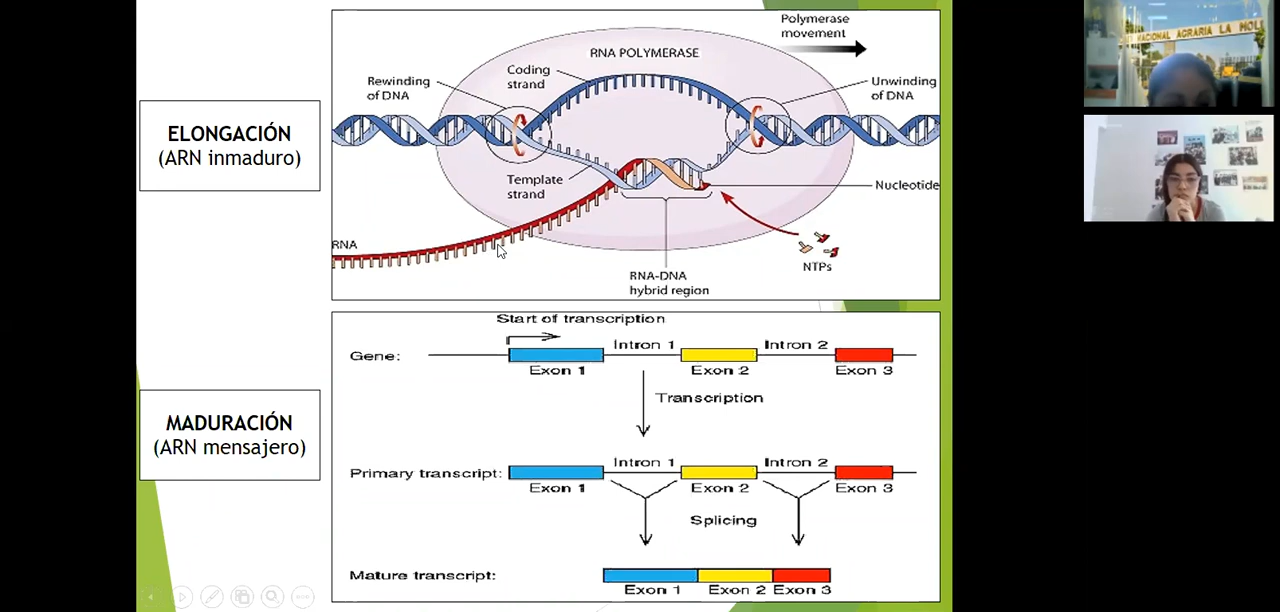 ELONGACIÓN
(ARN inmaduro)
Polymerase
movement
RNA POLYMERASE
Coding
strand
Rewinding
of DNA
Unwinding
of DNA
Template
strand
Nucleotide
RNA
NTPs
RNA-DNA
hybrid region
MADURACIÓN
(ARN mensajero)
Start of transcription
Gene:
Intron 1
Intron 2
Exon 1
Exon 2
Exon 3
Transcription
Primary transcript:
Intron 1
Intron 2
Exon 1
Exon 2
Exon 3
Splicing
Mature transcript:
Exon 1
Exon 2
Exon 3
NACIONAL AGRARIA LA MOL